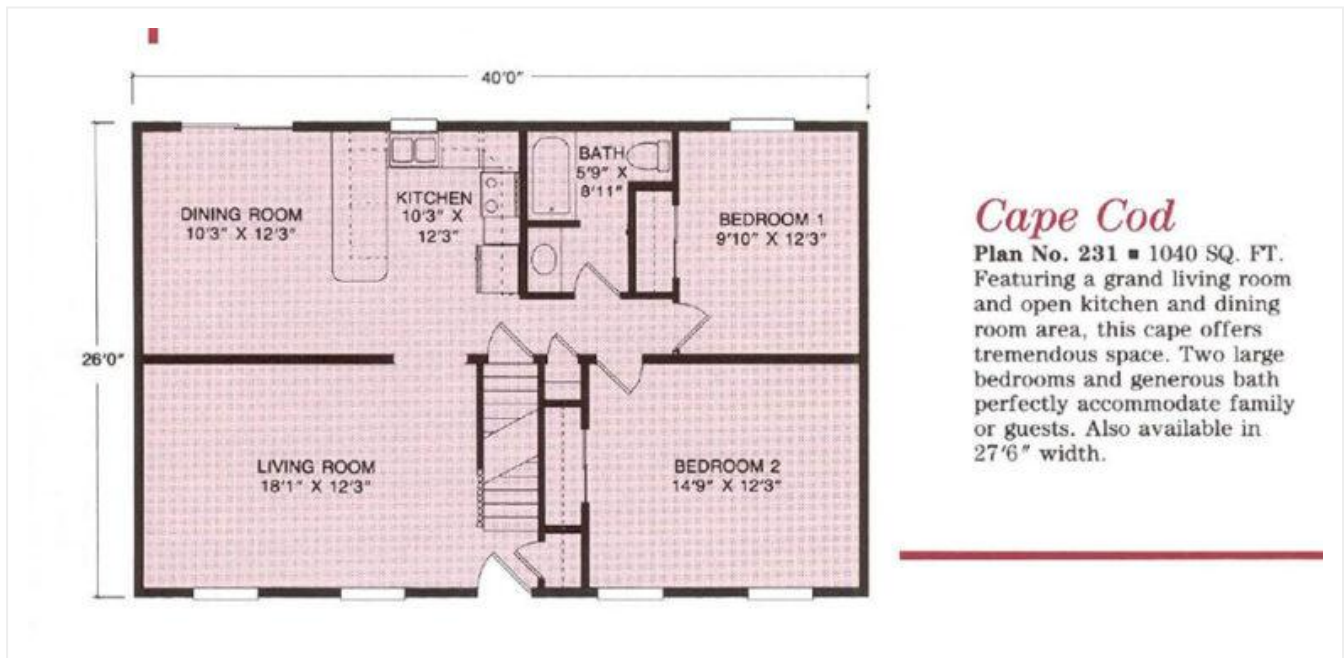 40'0"
BATH
5'9" X
8'11"
KITCHEN
10'3" X
12'3"
DINING ROOM
10'3" X 12'3"
BEDROOM 1
9'10" X 12'3"
26'0"
LIVING ROOM
18'1" X 12'3"
BEDROOM 2
14'9" X 12'3"
Cape Cod
Plan No. 231 ■ 1040 SQ. FT.
Featuring a grand living room
and open kitchen and dining
room area, this cape offers
tremendous space. Two large
bedrooms and generous bath
perfectly accommodate family
or guests. Also available in
27'6" width.